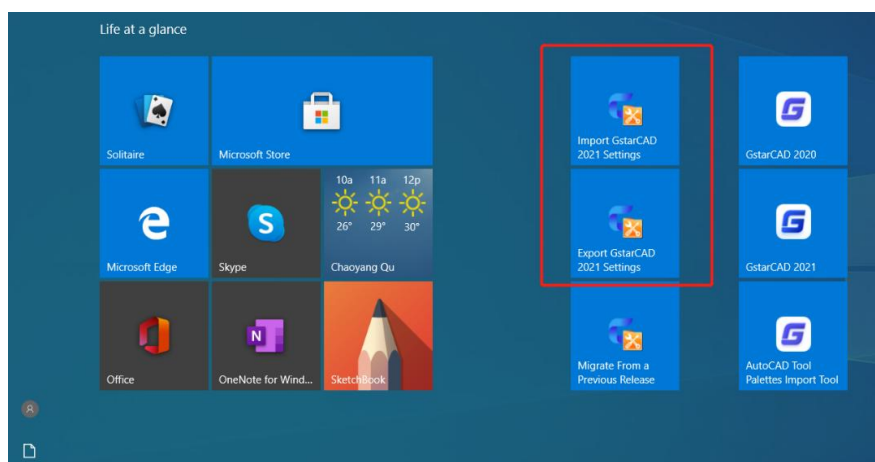 Life at a glance
Solitaire
Microsoft Store
Import GstarCAD
2021 Settings
GstarCAD 2020
Microsoft Edge
Skype
10a 11a 12p
26° 29° 30°
Chaoyang Qu
Export GstarCAD
2021 Settings
GstarCAD 2021
Office
N
OneNote for Wind...
SketchBook
Migrate From a
Previous Release
AutoCAD Tool
Palettes Import Tool